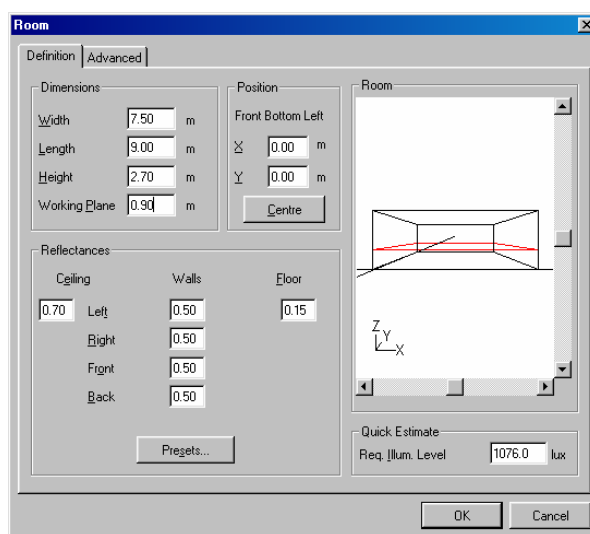 Room
Definition Advanced
Dimensions
Width 7.50 m
Length 9.00 m
Height 2.70 m
Working Plane 0.90 m
Position
Front Bottom Left
X 0.00 m
Y 0.00 m
Centre
Reflectances
Ceiling Walls Floor
0.70 Left 0.50 0.15
Right 0.50
Front 0.50
Back 0.50
Presets...
Room
Z
Y
X
Quick Estimate
Req. Illum. Level 1076.0 lux
OK Cancel